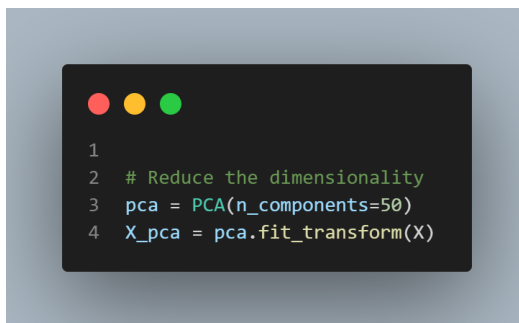 1
2 # Reduce the dimensionality
3 pca = PCA(n_components=50)
4 X_pca = pca.fit_transform(X)